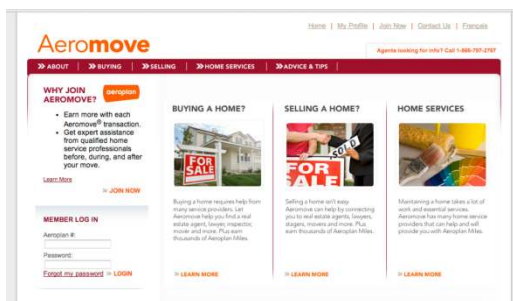 Home | My Profile | Join Now | Contact Us | Français
Aeromove
Agents looking for info? Call 1-866-797-2797
» ABOUT | » BUYING | » SELLING | » HOME SERVICES | » ADVICE & TIPS |
WHY JOIN
AEROMOVE?
aeroplan
• Earn more with each
Aeromove® transaction.
• Get expert assistance
from qualified home
service professionals
before, during, and after
your move.
Learn More
» JOIN NOW
MEMBER LOG IN
Aeroplan #:
Password:
Forgot my password » LOGIN
BUYING A HOME?
FOR
SALE
Buying a home requires help from
many service providers. Let
Aeromove help you find a real
estate agent, lawyer, inspector,
mover and more. Plus earn
thousands of Aeroplan Miles.
» LEARN MORE
SELLING A HOME?
SOLD
FOR
SALE
Selling a home isn't easy.
Aeromove can help by connecting
you to real estate agents, lawyers,
stagers, movers and more. Plus
earn thousands of Aeroplan Miles.
» LEARN MORE
HOME SERVICES
Maintaining a home takes a lot of
work and essential services.
Aeromove has many home service
providers that can help and will
provide you with Aeroplan Miles.
» LEARN MORE